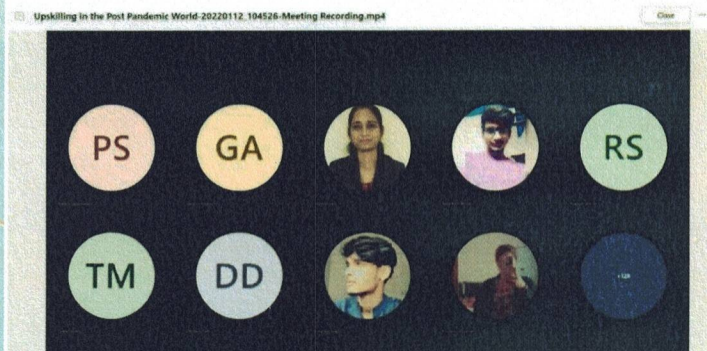 Upskilling in the Post Pandemic World-20220112_104526-Meeting Recording.mp4
Close
PS
GA
RS
TM
DD